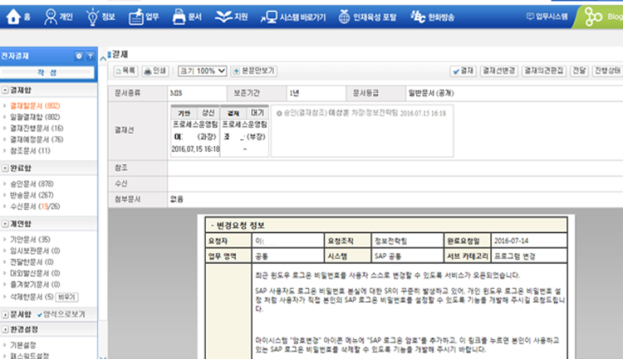 홈 개인 정보 업무 문서 지원 시스템 바로가기 인재육성 포탈 한화방송 업무시스템 Blog
전자결재
결재
작 성
목록 인쇄 크기 100% 본문만보기 결재 결재선변경 결재의견편집 전달 진행상태
결재함
결재할문서 (802)
일괄결재함 (802)
결재진행문서 (16)
결재예정문서 (76)
참조문서 (11)
완료함
승인문서 (878)
반송문서 (267)
수신문서 (15/26)
개인함
기안문서 (35)
임시보관문서 (0)
전달한문서 (0)
대외발신문서 (0)
즐겨찾기문서 (0)
삭제한문서 (5) 비우기
문서함 양식으로보기
환경설정
기본설정
패스워드설정
문서종류 MIS 보존기간 1년 문서등급 일반문서 (공개)
결재선
기안 상신 결재 대기
프로세스운영팀 프로세스운영팀
(과장) (부장)
2016.07.15 16:18 -
승인(결재참조) 차장/정보전략팀 2016.07.15 16:18
참조
수신
첨부문서 없음
- 변경요청 정보
요청자 이: 요청조직 정보전략팀 완료요청일 2016-07-14
업무 영역 공통 시스템 SAP 공통 서브 카테고리 프로그램 변경
최근 윈도우 로그온 비밀번호를 사용자 스스로 변경할 수 있도록 서비스가 오픈되었습니다.
SAP 사용자도 로그온 비밀번호 분실에 대한 SR이 꾸준히 발생하고 있어, 개인 윈도우 로그온 비밀번호 설
정 처럼 사용자가 직접 본인의 SAP 로그온 비밀번호를 설정할 수 있도록 기능을 개발해 주시길 요청드립니
다.
마이시스템 "암호변경" 아이콘 메뉴에 "SAP 로그온 암호"를 추가하고, 이 링크를 누르면 본인이 사용하고
있는 SAP 로그온 비밀번호를 삭제할 수 있도록 기능을 개발해 주시기 바랍니다.